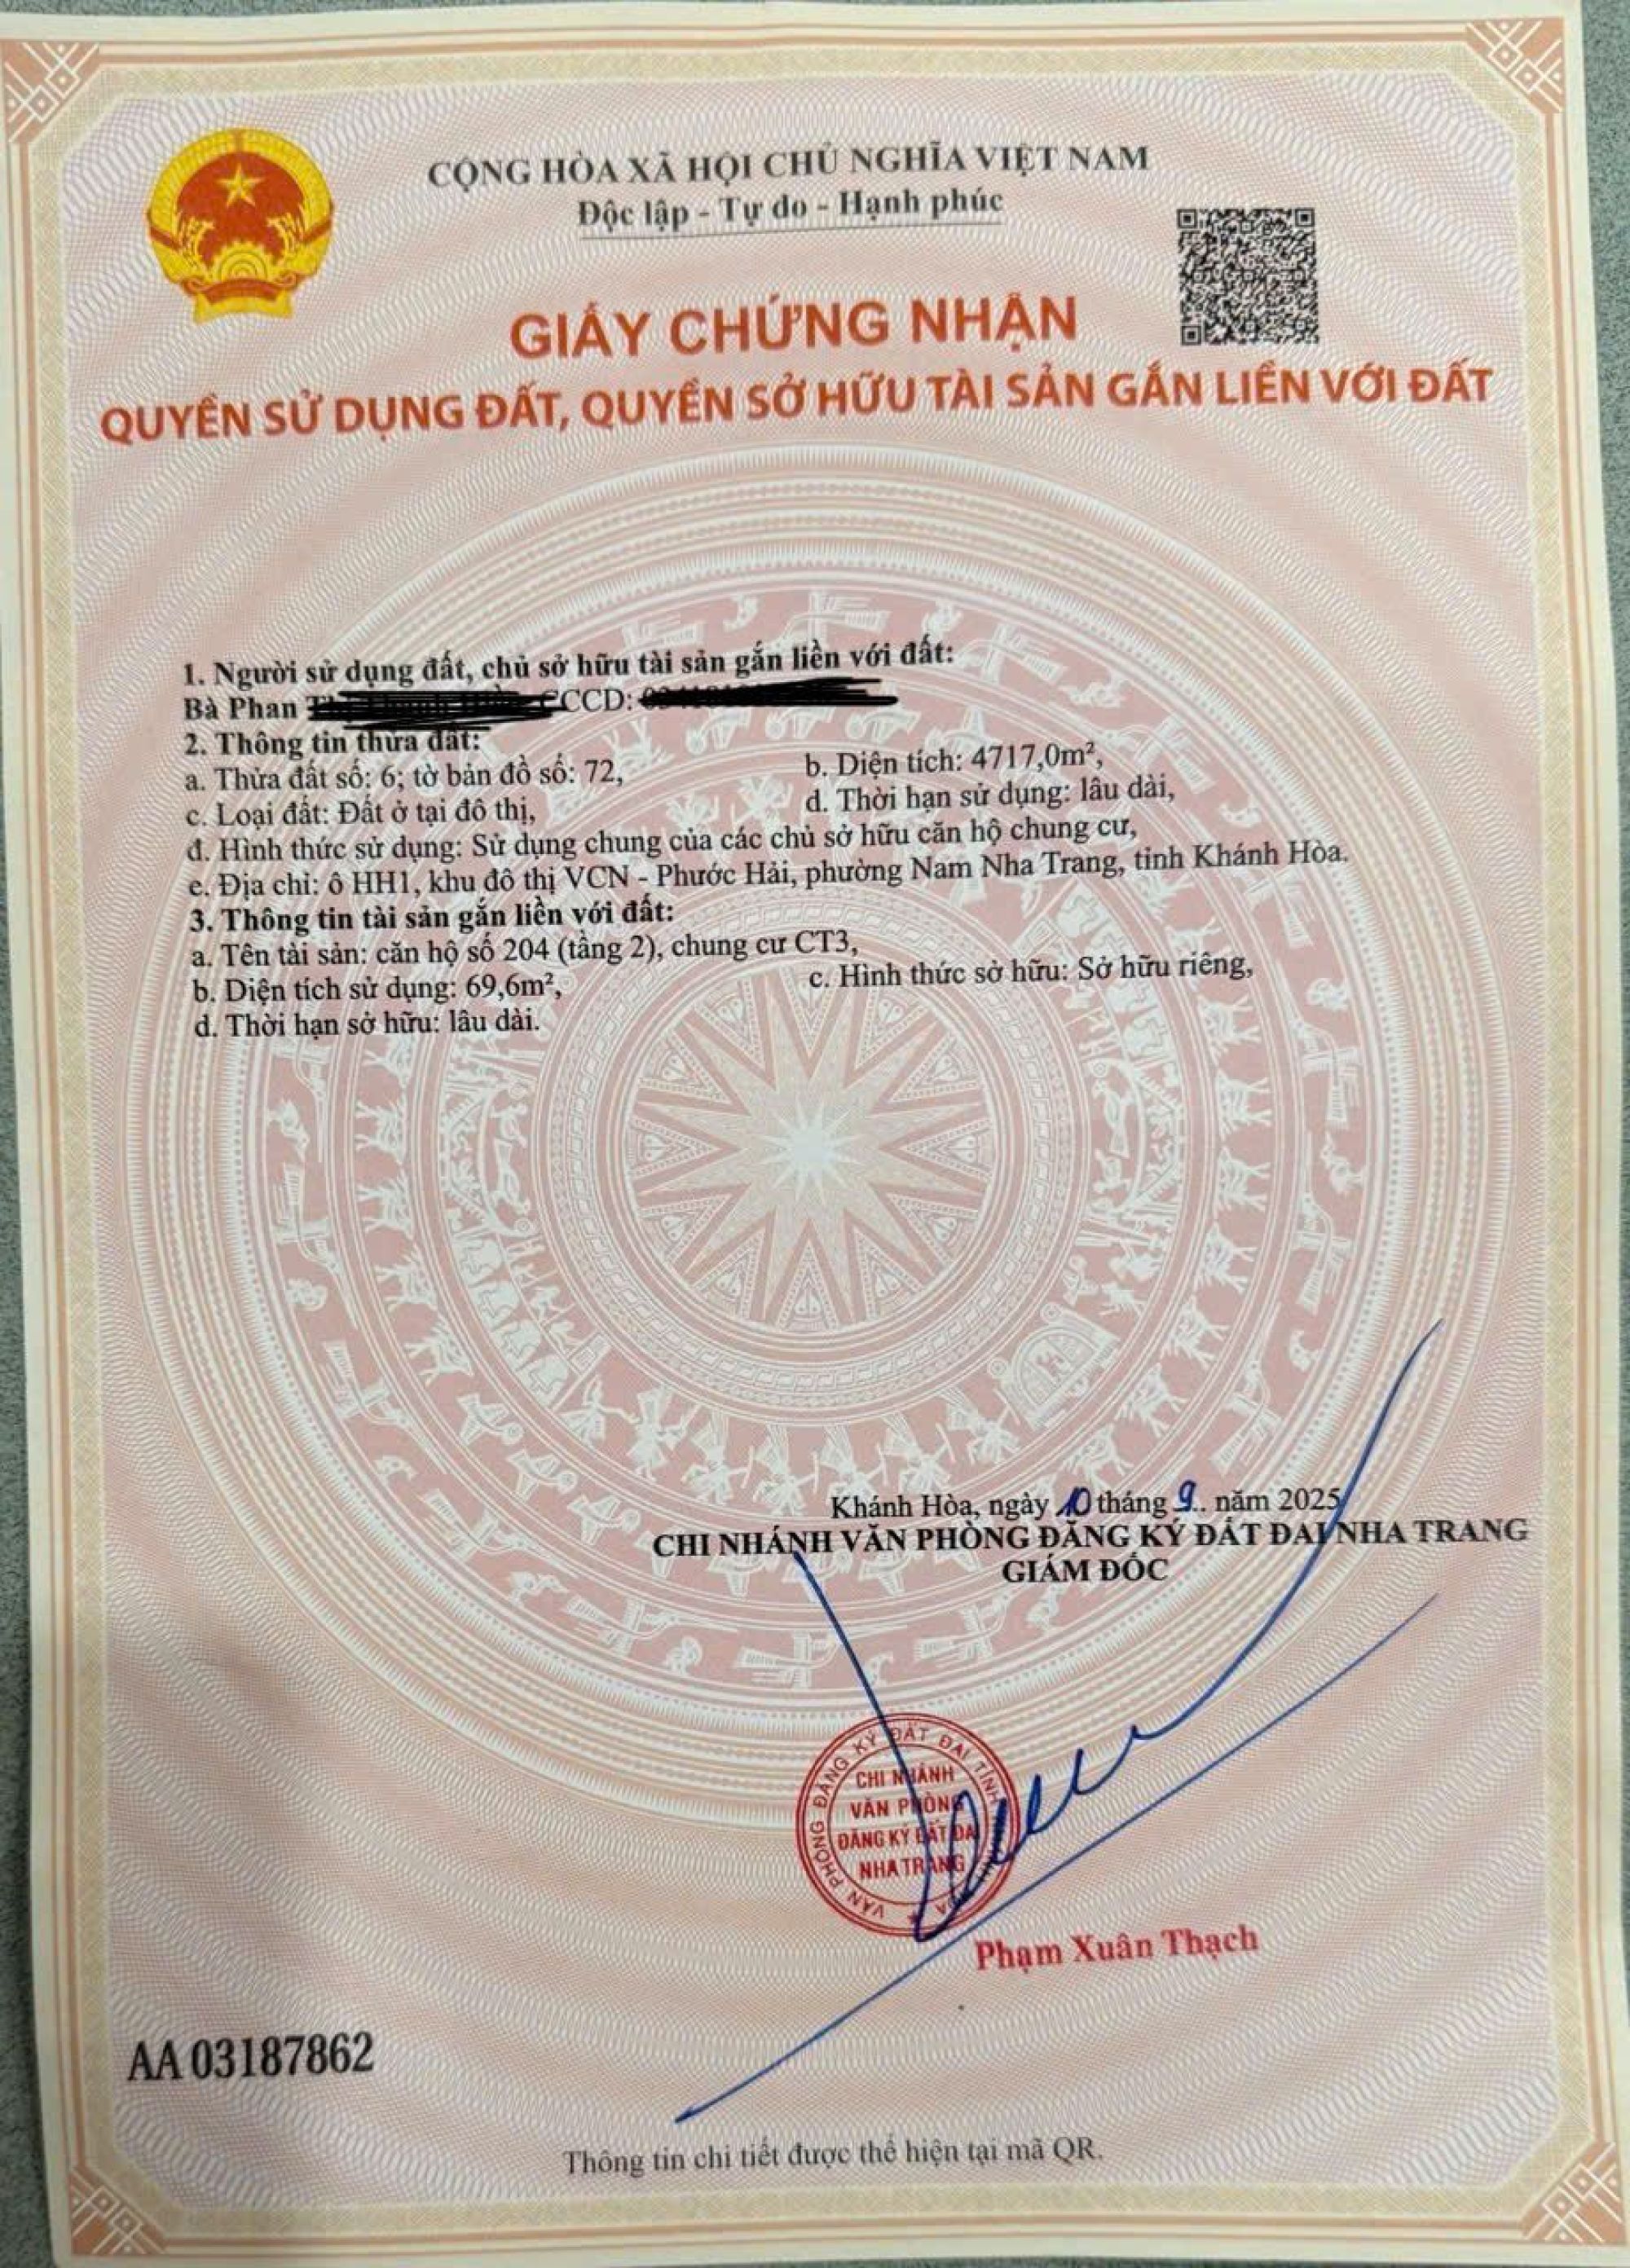 CỘNG HÒA XÃ HỘI CHỦ NGHĨA VIỆT NAM
Độc lập - Tự do - Hạnh phúc
GIẤY CHỨNG NHẬN
QUYỀN SỬ DỤNG ĐẤT, QUYỀN SỞ HỮU TÀI SẢN GẮN LIỀN VỚI ĐẤT
1. Người sử dụng đất, chủ sở hữu tài sản gắn liền với đất:
Bà Phan CCCD:
2. Thông tin thửa đất:
a. Thửa đất số: 6; tờ bản đồ số: 72, b. Diện tích: 4717,0m²,
c. Loại đất: Đất ở tại đô thị, d. Thời hạn sử dụng: lâu dài,
đ. Hình thức sử dụng: Sử dụng chung của các chủ sở hữu căn hộ chung cư,
e. Địa chỉ: ô HH1, khu đô thị VCN - Phước Hải, phường Nam Nha Trang, tỉnh Khánh Hòa.
3. Thông tin tài sản gắn liền với đất:
a. Tên tài sản: căn hộ số 204 (tầng 2), chung cư CT3,
b. Diện tích sử dụng: 69,6m², c. Hình thức sở hữu: Sở hữu riêng,
d. Thời hạn sở hữu: lâu dài.
Khánh Hòa, ngày 10 tháng 9.. năm 2025
CHI NHÁNH VĂN PHÒNG ĐĂNG KÝ ĐẤT ĐAI NHA TRANG
GIÁM ĐỐC
VĂN PHÒNG ĐĂNG KÝ ĐẤT ĐAI TỈNH
CHI NHÁNH
VĂN PHÒNG
ĐĂNG KÝ ĐẤT ĐAI
NHA TRANG
Phạm Xuân Thạch
AA 03187862
Thông tin chi tiết được thể hiện tại mã QR.